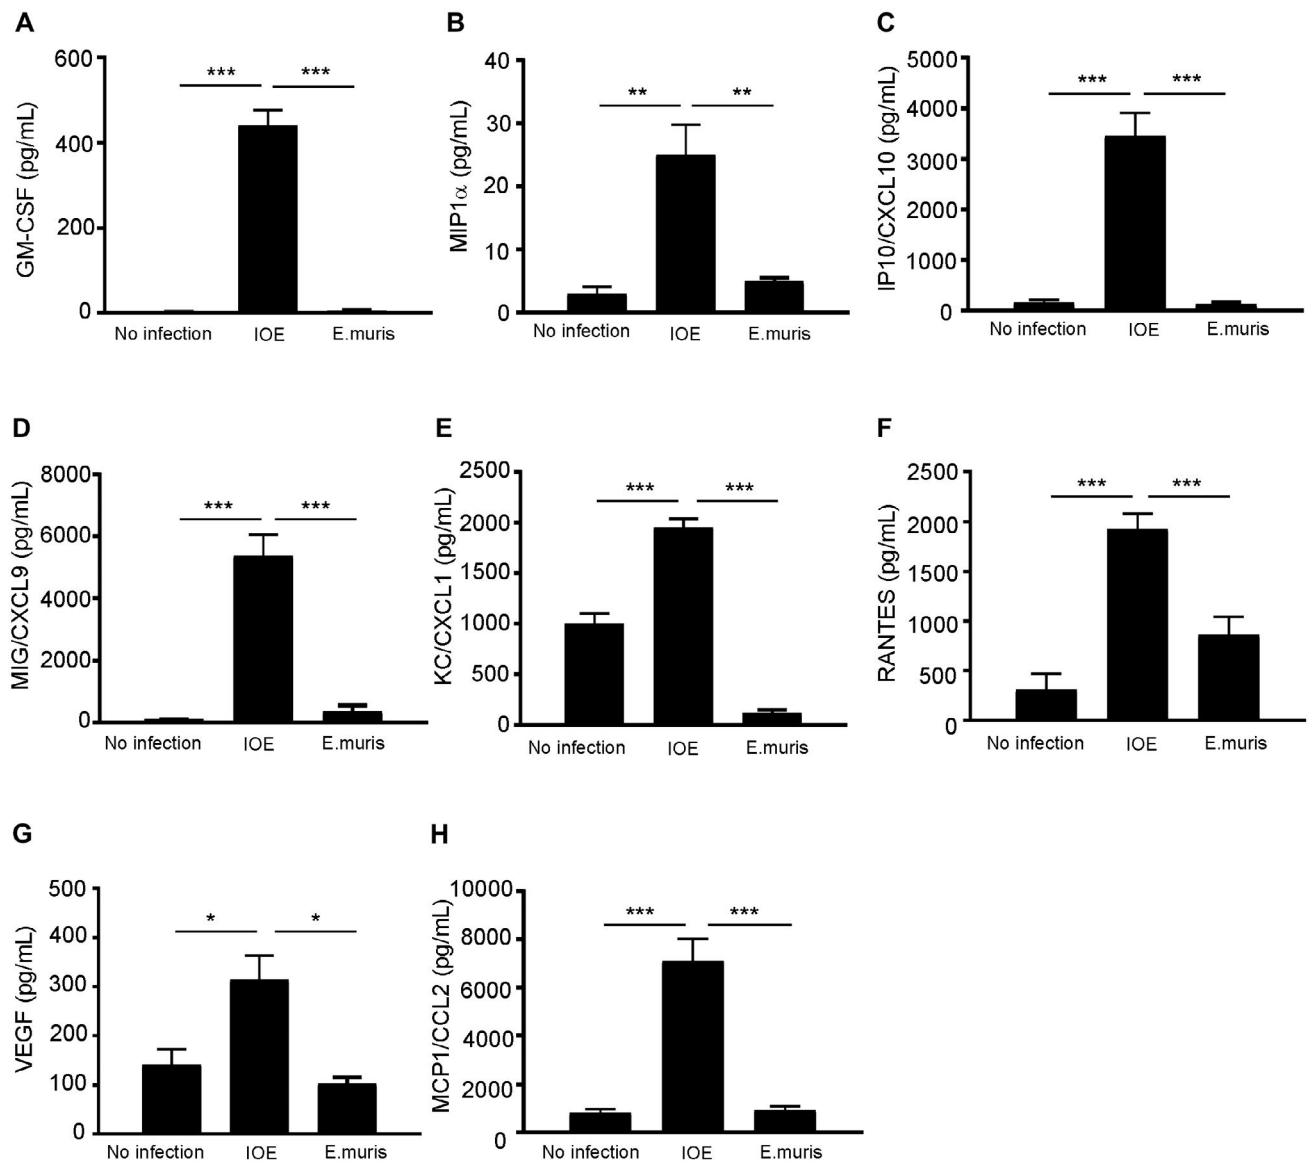 A
GM-CSF (pg/mL)
600
400
200
0
*** ***
No infection IOE E.muris
B
MIP1α (pg/mL)
40
30
20
10
0
** **
No infection IOE E.muris
C
IP10/CXCL10 (pg/mL)
5000
4000
3000
2000
1000
0
*** ***
No infection IOE E.muris
D
MIG/CXCL9 (pg/mL)
8000
6000
4000
2000
0
*** ***
No infection IOE E.muris
E
KC/CXCL1 (pg/mL)
2500
2000
1500
1000
500
0
*** ***
No infection IOE E.muris
F
RANTES (pg/mL)
2500
2000
1500
1000
500
0
*** ***
No infection IOE E.muris
G
VEGF (pg/mL)
500
400
300
200
100
0
* *
No infection IOE E.muris
H
MCP1/CCL2 (pg/mL)
10000
8000
6000
4000
2000
0
*** ***
No infection IOE E.muris